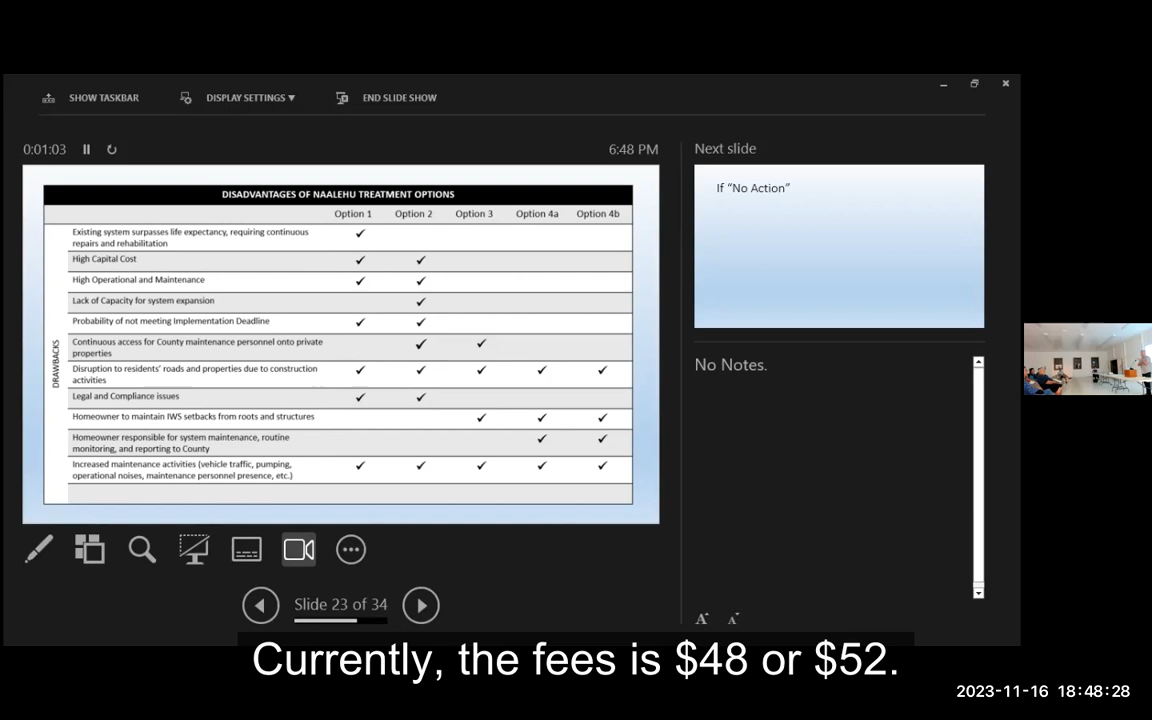 SHOW TASKBAR
DISPLAY SETTINGS ▼
END SLIDE SHOW
0:01:03
6:48 PM
DISADVANTAGES OF NAALEHU TREATMENT OPTIONS
Option 1 Option 2 Option 3 Option 4a Option 4b
DRAWBACKS
Existing system surpasses life expectancy, requiring continuous
repairs and rehabilitation ✓
High Capital Cost ✓ ✓
High Operational and Maintenance ✓ ✓
Lack of Capacity for system expansion ✓
Probability of not meeting Implementation Deadline ✓ ✓
Continuous access for County maintenance personnel onto private
properties ✓ ✓
Disruption to residents' roads and properties due to construction
activities ✓ ✓ ✓ ✓ ✓
Legal and Compliance issues ✓ ✓
Homeowner to maintain IWS setbacks from roots and structures ✓ ✓ ✓
Homeowner responsible for system maintenance, routine
monitoring, and reporting to County ✓ ✓
Increased maintenance activities (vehicle traffic, pumping,
operational noises, maintenance personnel presence, etc.) ✓ ✓ ✓ ✓ ✓
Slide 23 of 34
Next slide
If "No Action"
No Notes.
A A
Currently, the fees is $48 or $52.
2023-11-16 18:48:28